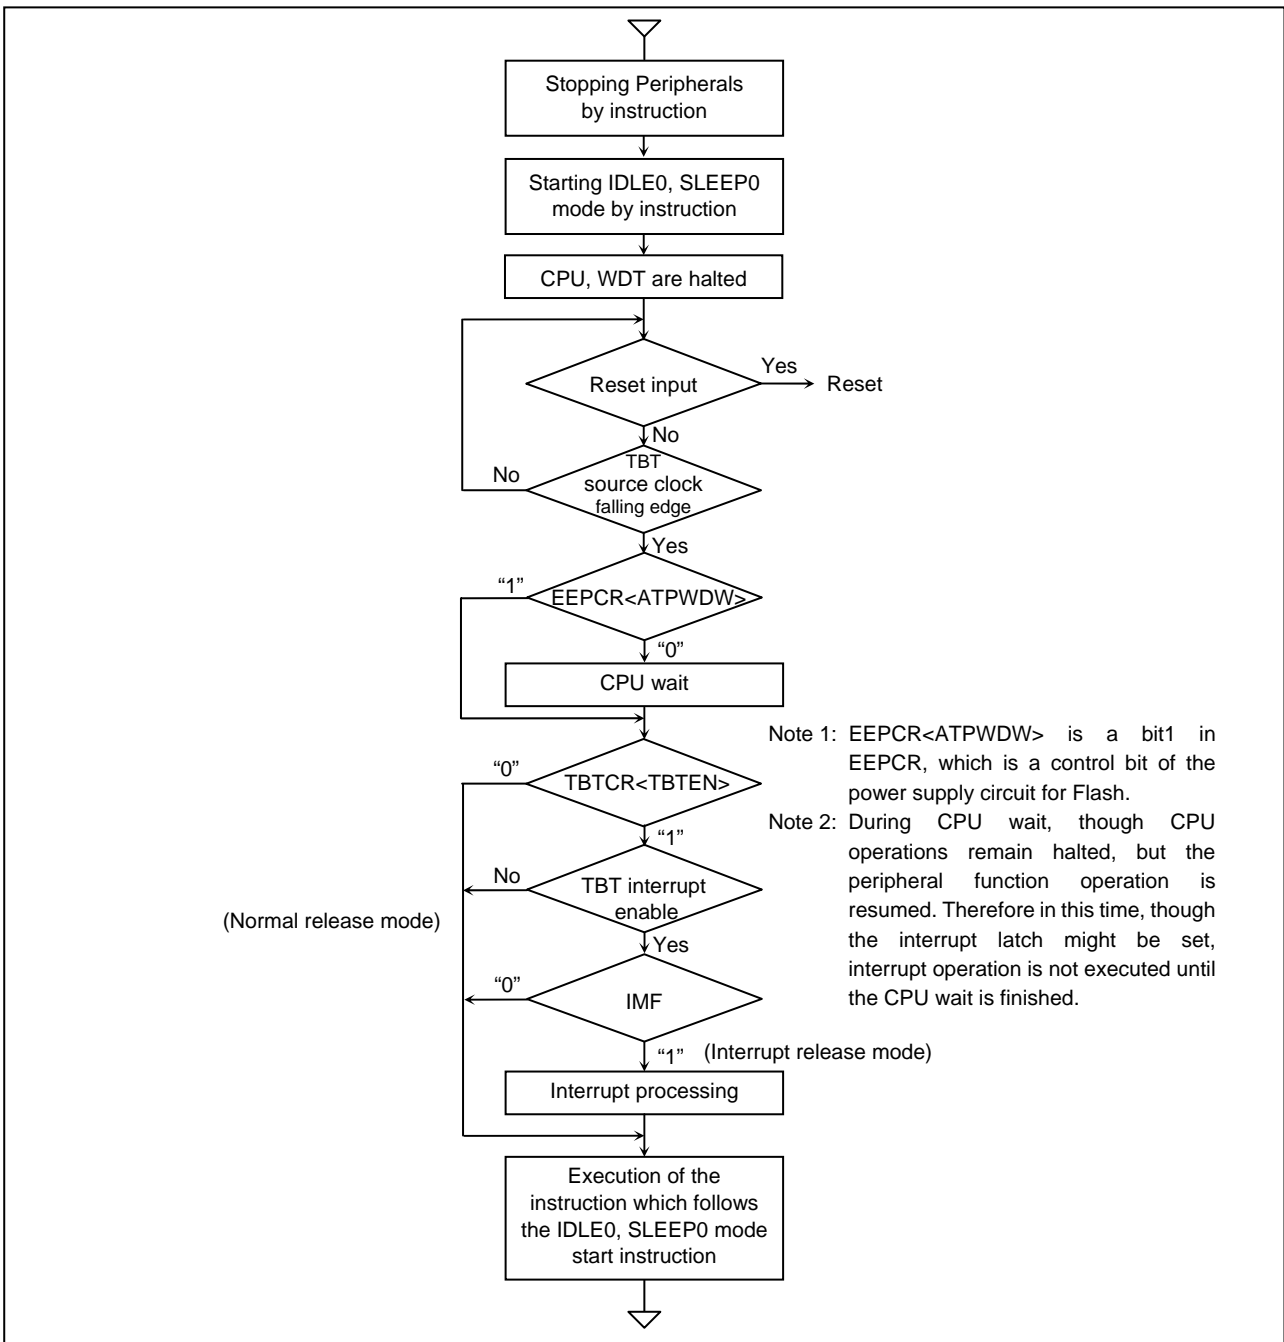 Stopping Peripherals
by instruction
Starting IDLE0, SLEEP0
mode by instruction
CPU, WDT are halted
Reset input
Yes
Reset
No
TBT
source clock
falling edge
No
Yes
EEPCR<ATPWDW>
“1”
“0”
CPU wait
TBTCR<TBTEN>
“0”
“1”
TBT interrupt
enable
No
Yes
(Normal release mode)
IMF
“0”
“1”
(Interrupt release mode)
Interrupt processing
Execution of the
instruction which follows
the IDLE0, SLEEP0 mode
start instruction
Note 1: EEPCR<ATPWDW> is a bit1 in
EEPCR, which is a control bit of the
power supply circuit for Flash.
Note 2: During CPU wait, though CPU
operations remain halted, but the
peripheral function operation is
resumed. Therefore in this time, though
the interrupt latch might be set,
interrupt operation is not executed until
the CPU wait is finished.